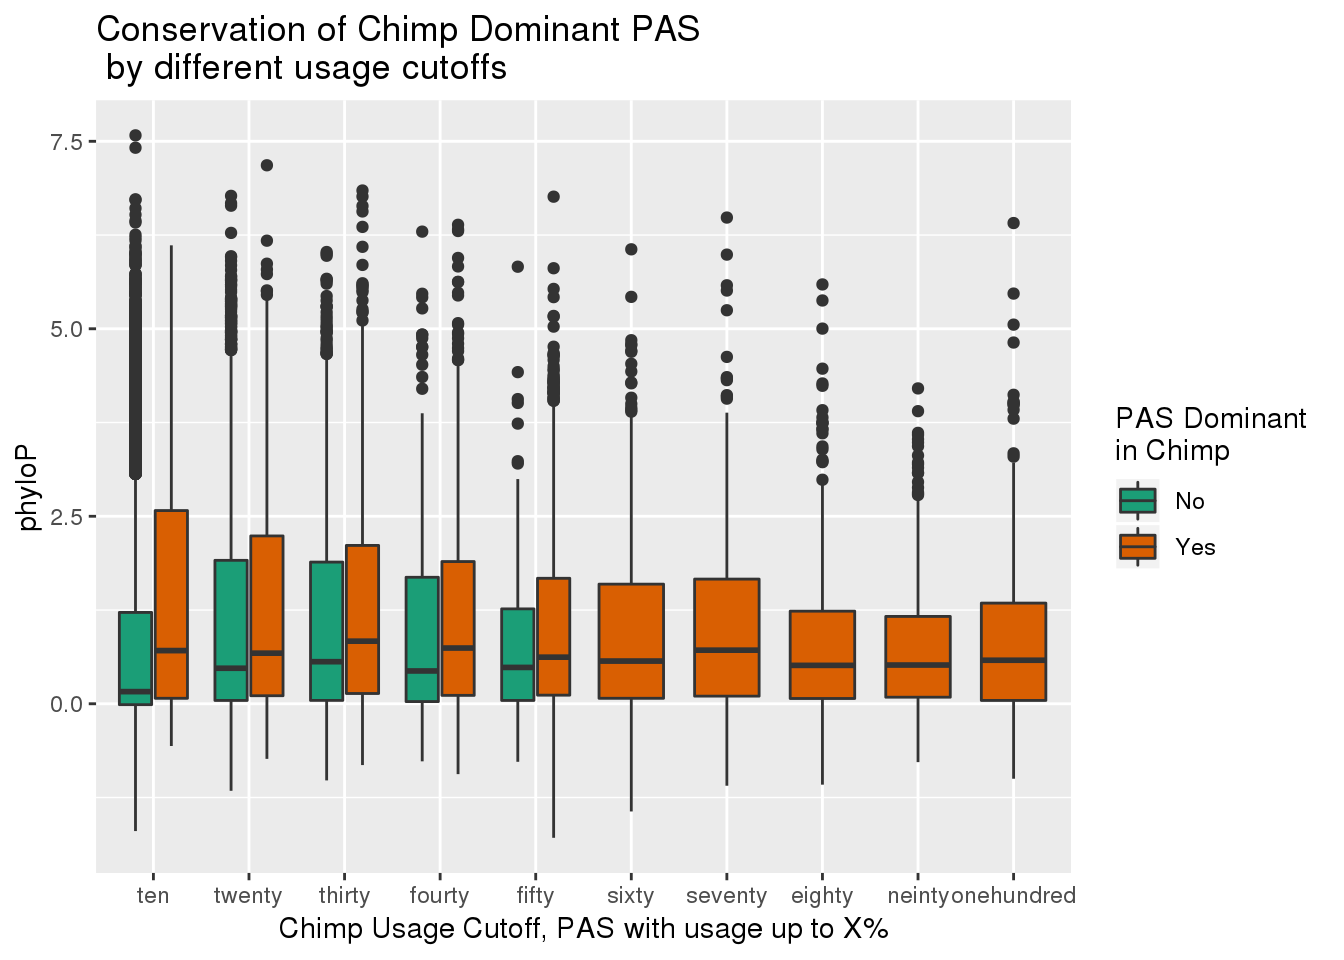 Conservation of Chimp Dominant PAS
by different usage cutoffs
7.5
5.0
2.5
0.0
phyloP
ten twenty thirty fourty fifty sixty seventy eighty neinty onehundred
Chimp Usage Cutoff, PAS with usage up to X%
PAS Dominant
in Chimp
No
Yes